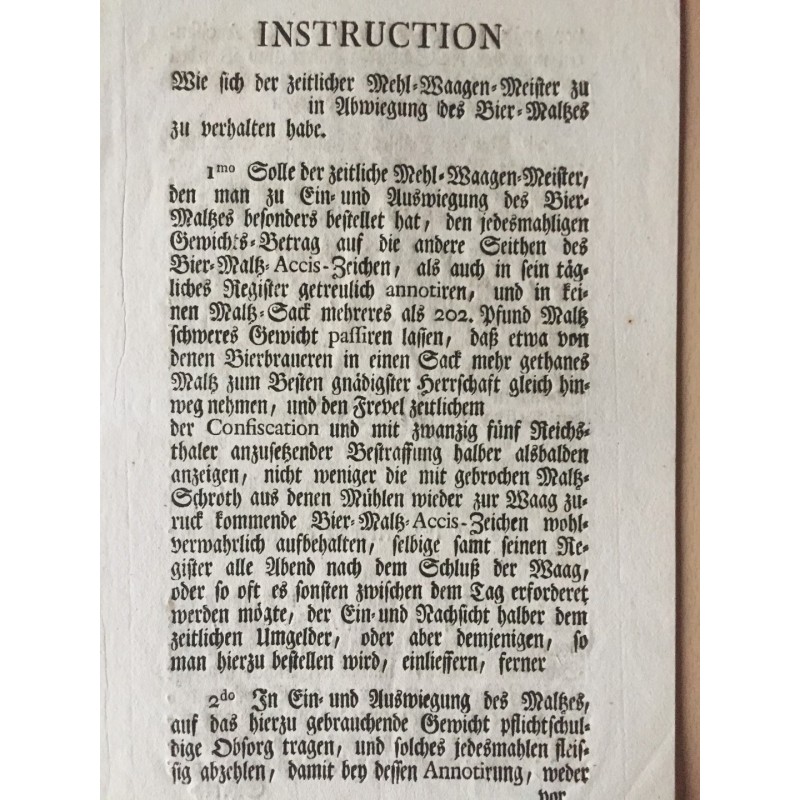 INSTRUCTION
Wie sich der zeitlicher Mehl-Waagen-Meister zu
in Abwiegung des Bier-Maltzes
zu verhalten habe.
1mo Solle der zeitliche Mehl-Waagen-Meister,
den man zu Ein- und Auswiegung des Bier-
Maltzes besonders bestellet hat, den jedesmahligen
Gewichts-Betrag auf die andere Seithen des
Bier-Maltz-Accis-Zeichen, als auch in sein täg-
liches Register getreulich annotiren, und in kei-
nen Maltz-Sack mehreres als 202. Pfund Maltz
schweres Gewicht passiren lassen, daß etwa von
denen Bierbraueren in einen Sack mehr gethanes
Maltz zum Besten gnädigster Herrschaft gleich hin-
weg nehmen, und den Frevel zeitlichem
der Confiscation und mit zwanzig fünf Reichs-
thaler anzusetzender Bestraffung halber alsbalden
anzeigen, nicht weniger die mit gebrochen Maltz-
Schroth aus denen Mühlen wieder zur Waag zu-
ruck kommende Bier-Maltz-Accis-Zeichen wohl-
verwahrlich aufbehalten, selbige samt seinen Re-
gister alle Abend nach dem Schluß der Waag,
oder so oft es sonsten zwischen dem Tag erforderet
werden mögte, der Ein- und Nachsicht halber dem
zeitlichen Umgelder, oder aber demjenigen, so
man hierzu bestellen wird, einlieffern, ferner
2do In Ein- und Auswiegung des Maltzes,
auf das hierzu gebrauchende Gewicht pflichtschul-
dige Obsorg tragen, und solches jedesmahlen fleis-
sig abzehlen, damit bey dessen Annotirung, weder
vor